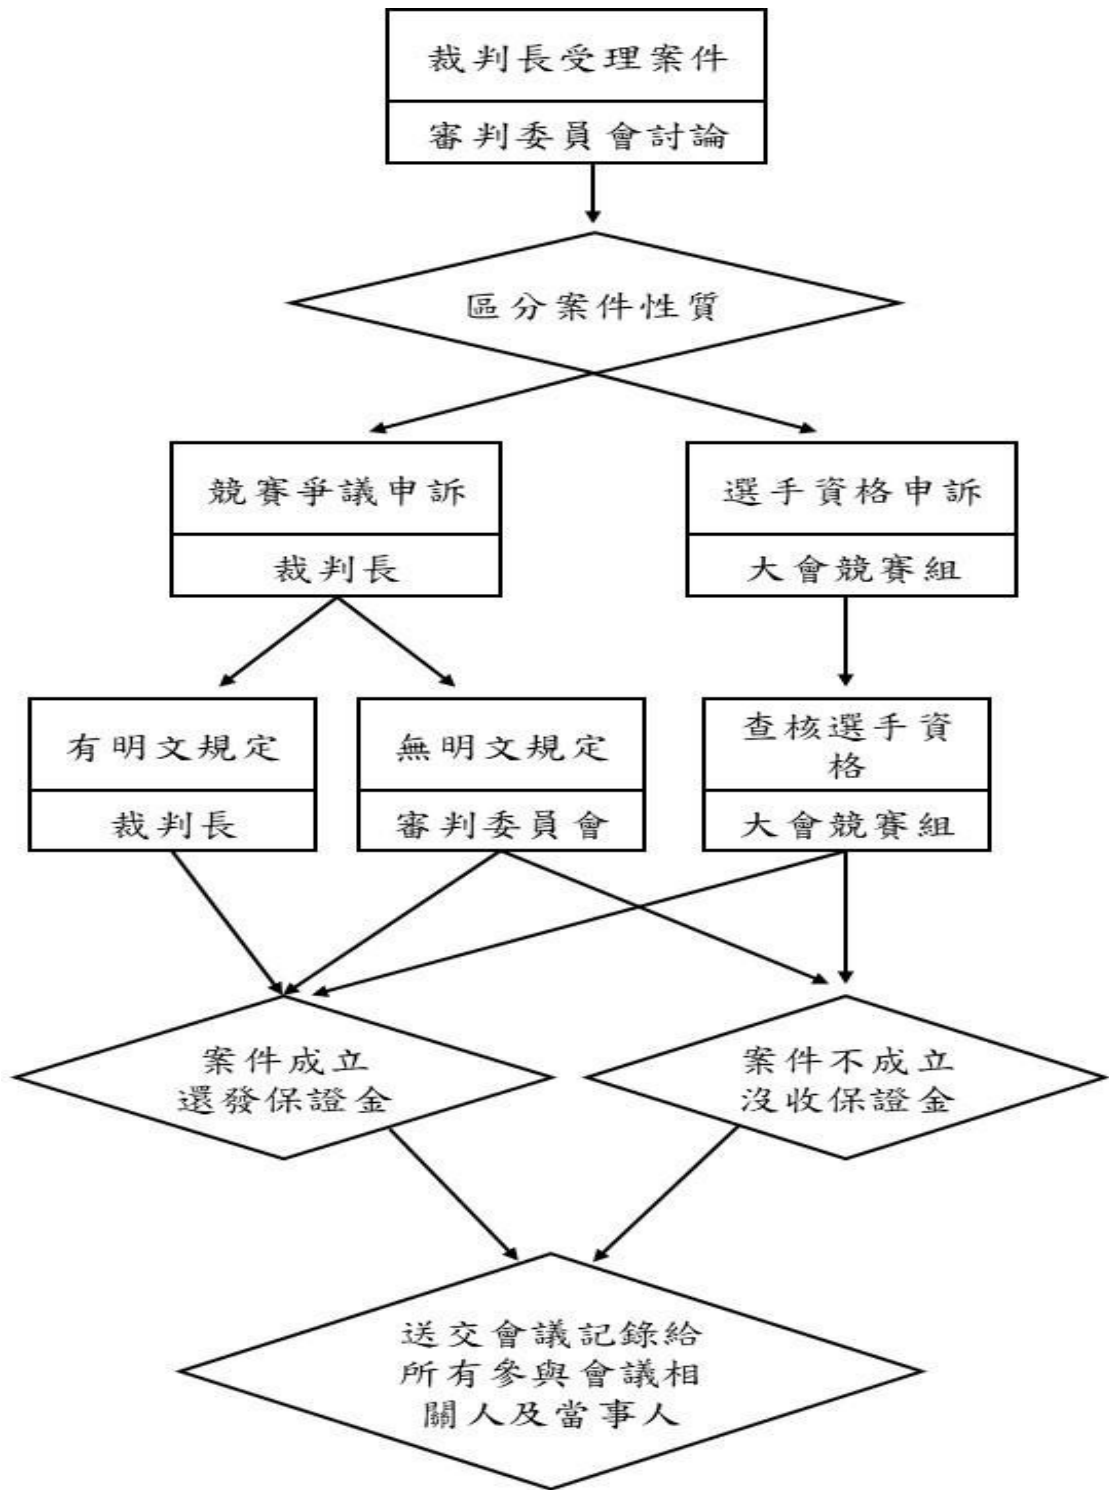 裁判長受理案件
審判委員會討論
區分案件性質
競賽爭議申訴
裁判長
選手資格申訴
大會競賽組
有明文規定
裁判長
無明文規定
審判委員會
查核選手資
格
大會競賽組
案件成立
還發保證金
案件不成立
沒收保證金
送交會議記錄給
所有參與會議相
關人及當事人